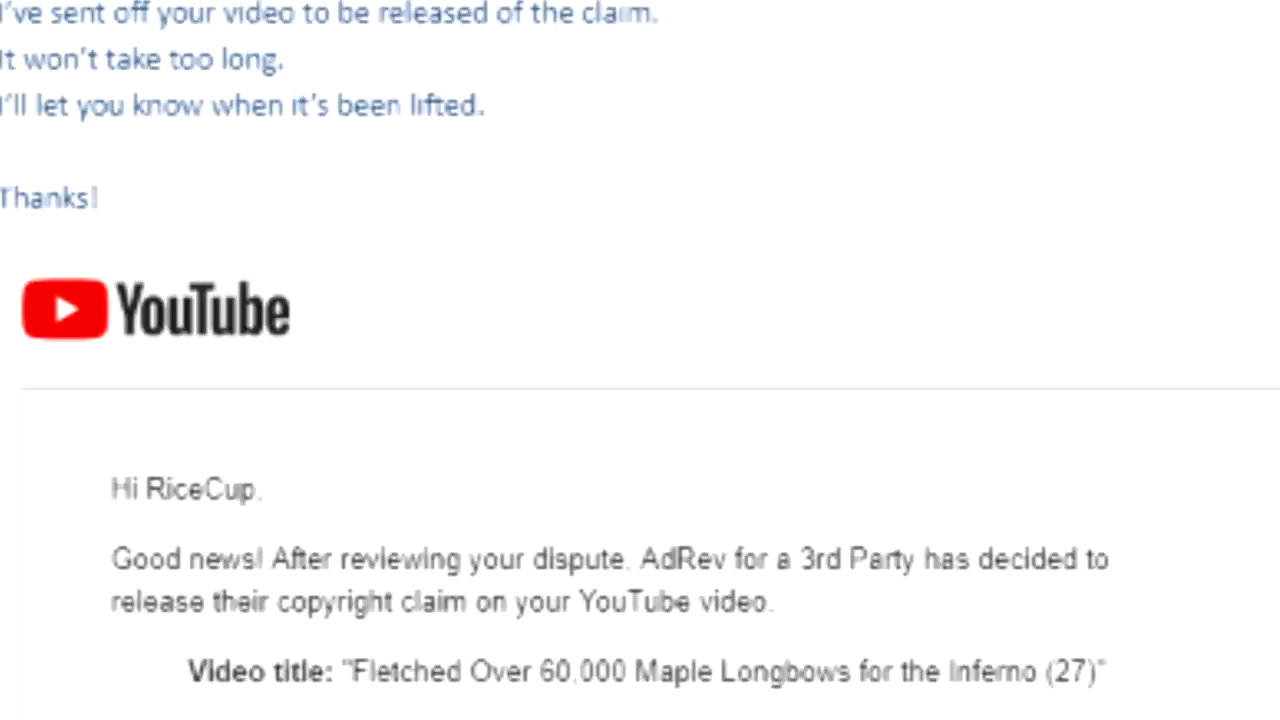 I've sent off your video to be released of the claim.
It won't take too long.
I'll let you know when it's been lifted.
Thanks!
YouTube
Hi RiceCup,
Good news! After reviewing your dispute, AdRev for a 3rd Party has decided to
release their copyright claim on your YouTube video.
Video title: "Fletched Over 60,000 Maple Longbows for the Inferno (27)"